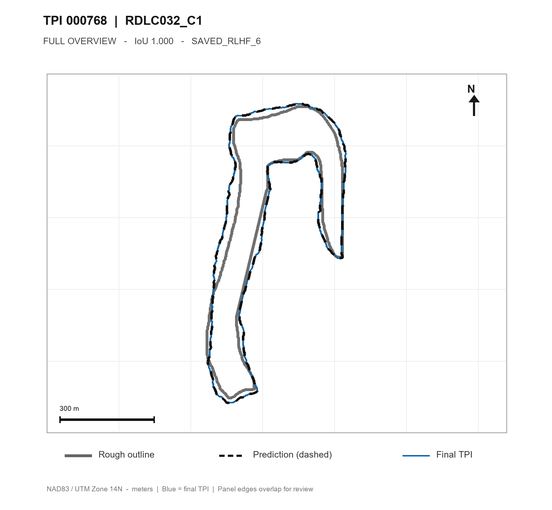 TPI 000768 | RDLC032_C1
FULL OVERVIEW - IoU 1.000 - SAVED_RLHF_6
N
300 m
Rough outline
Prediction (dashed)
Final TPI
NAD83 / UTM Zone 14N - meters | Blue = final TPI | Panel edges overlap for review